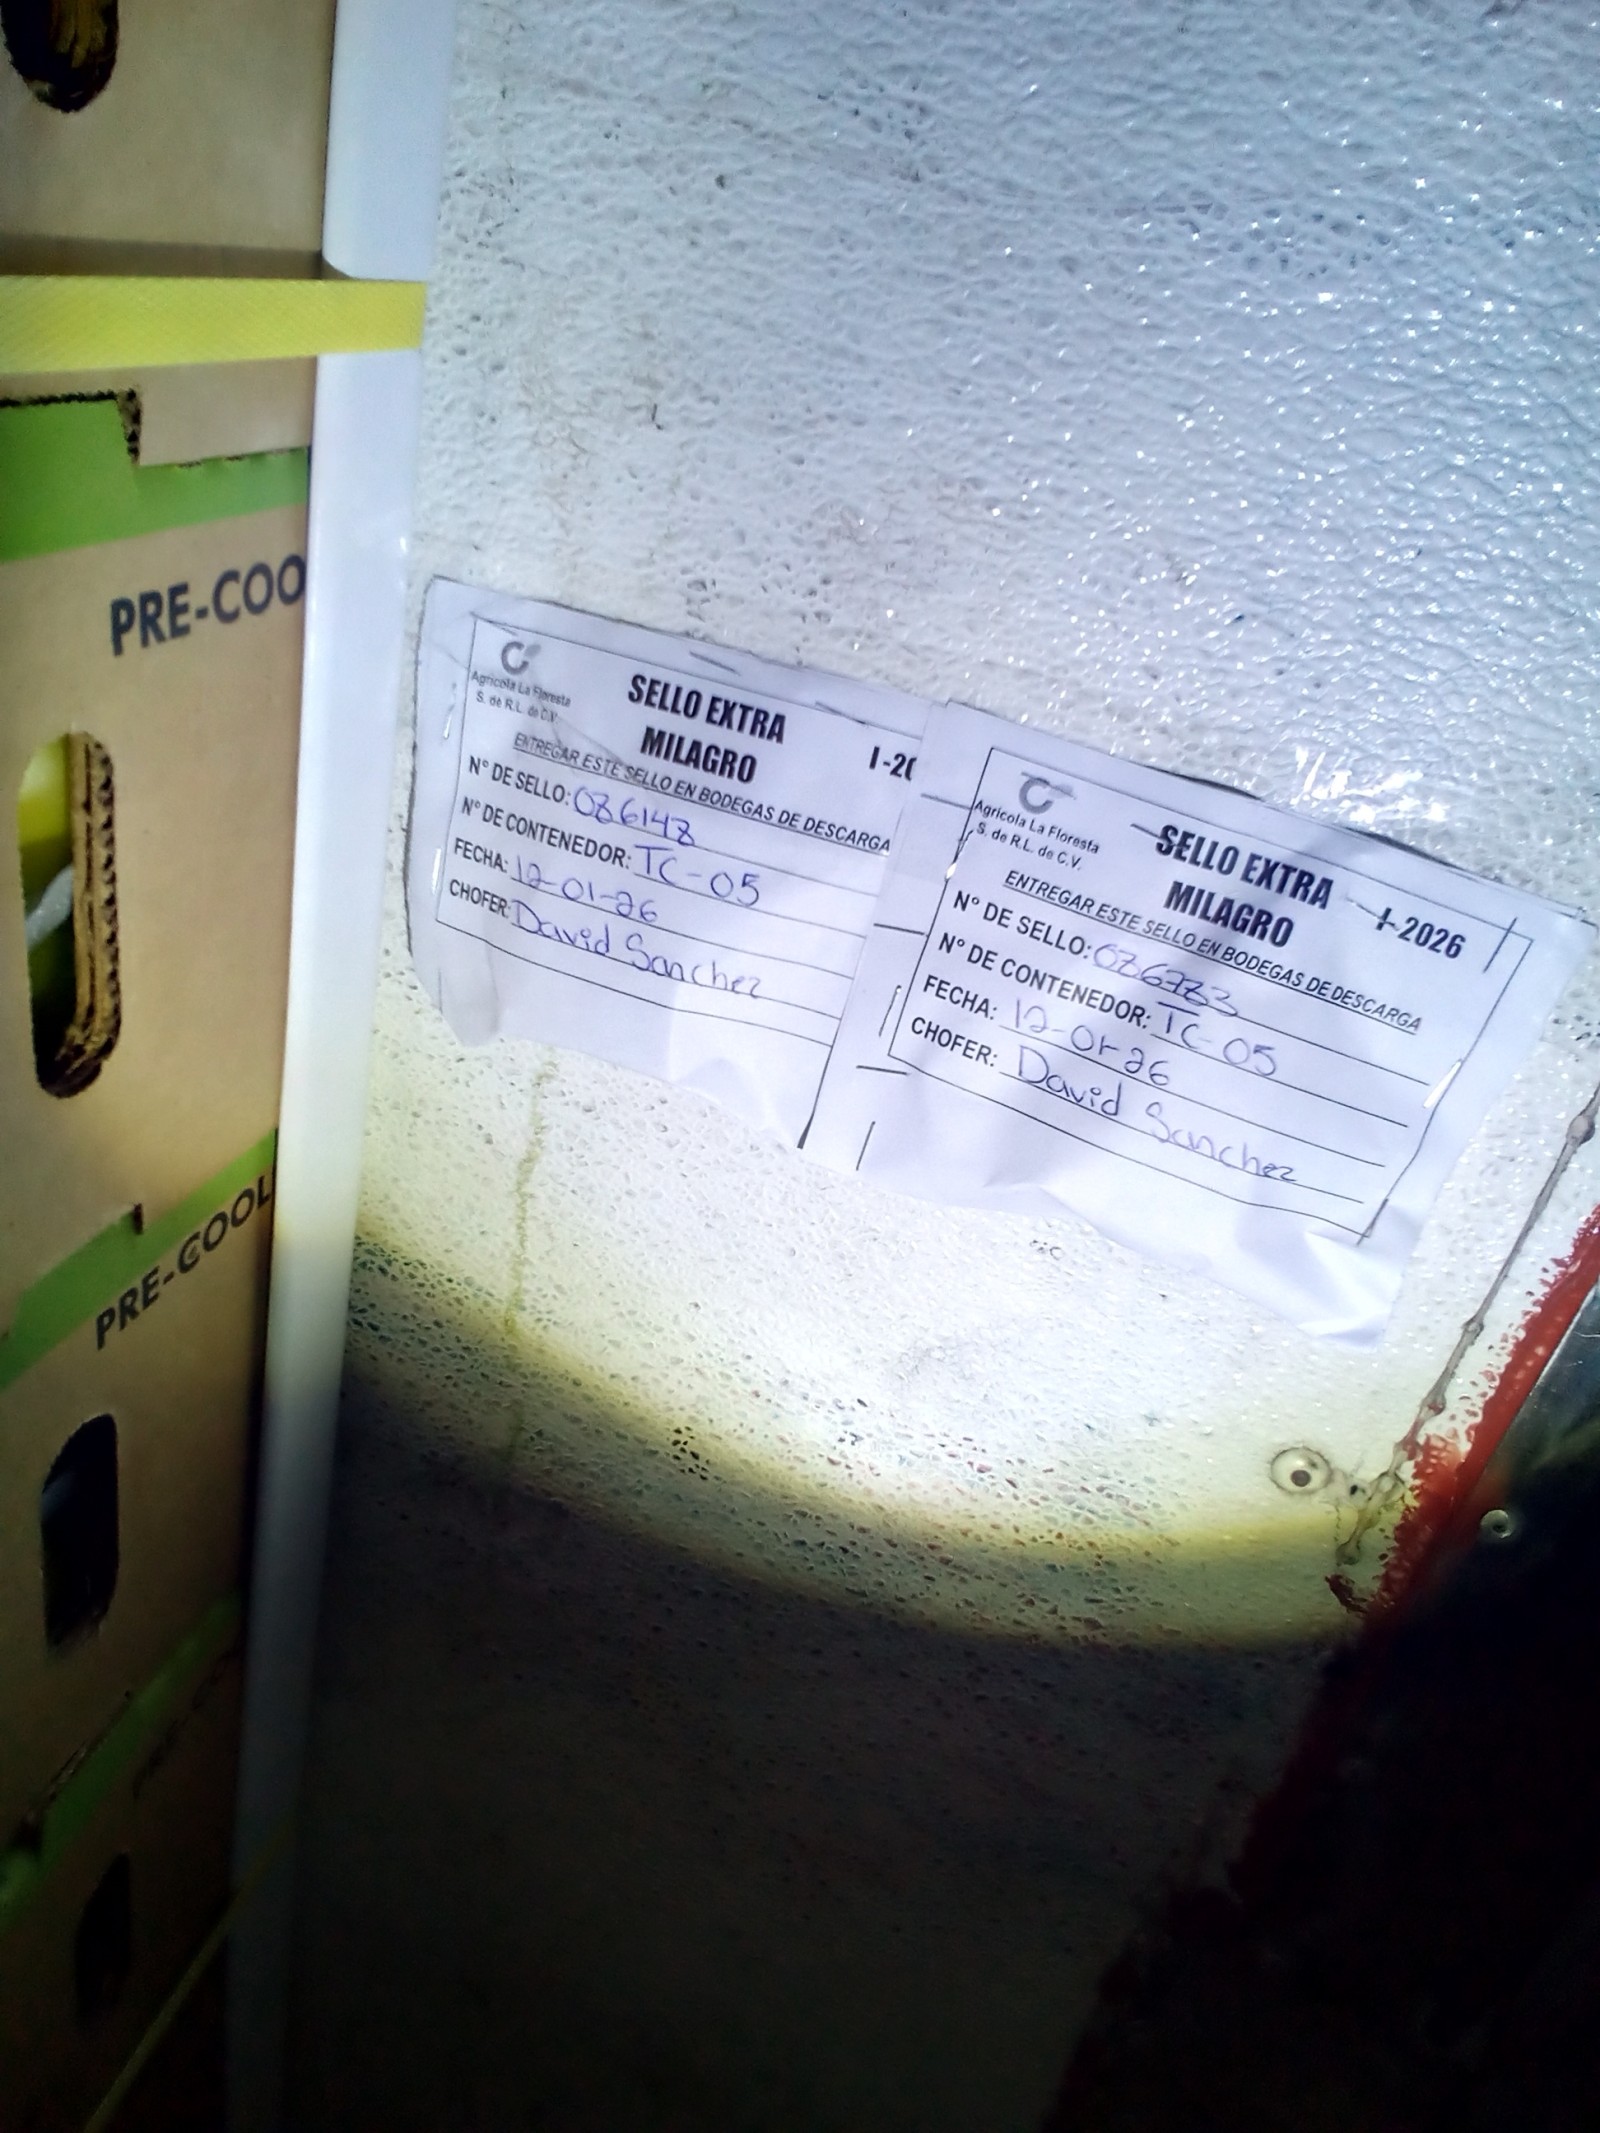 PRE-COO
PRE-COOL
Agrícola La Floresta
S. de R.L. de C.V.
SELLO EXTRA
MILAGRO
I-20
ENTREGAR ESTE SELLO EN BODEGAS DE DESCARGA
N° DE SELLO: 086148
N° DE CONTENEDOR: TC-05
FECHA: 12-01-26
CHOFER: David Sanchez
Agrícola La Floresta
S. de R.L. de C.V.
SELLO EXTRA
MILAGRO
I-2026
ENTREGAR ESTE SELLO EN BODEGAS DE DESCARGA
N° DE SELLO: 086783
N° DE CONTENEDOR: TC-05
FECHA: 12-01-26
CHOFER: David Sanchez